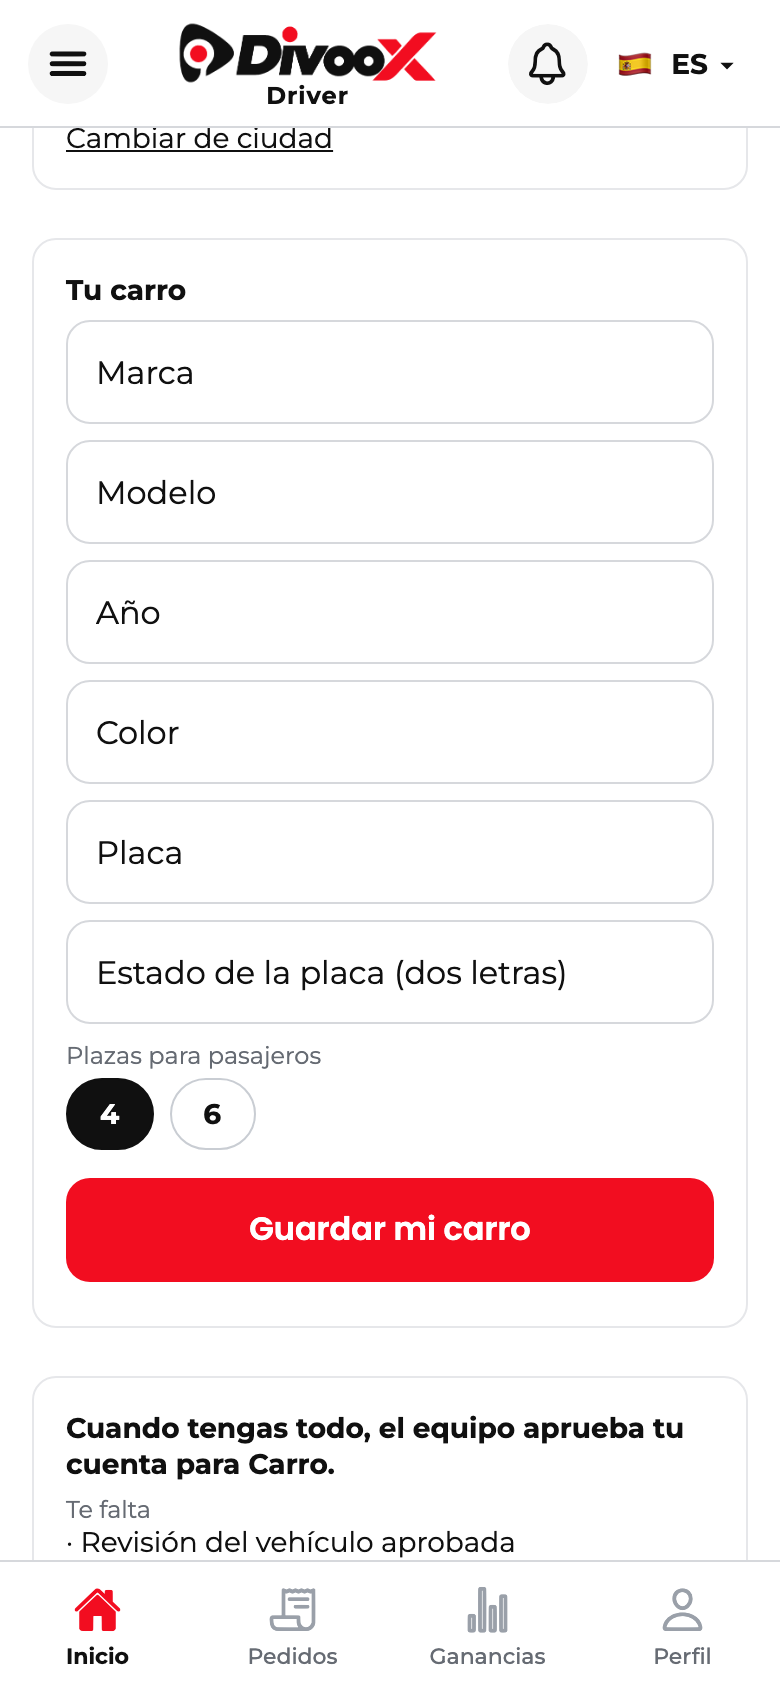 DivooX
Driver
ES
Cambiar de ciudad
Tu carro
Marca
Modelo
Año
Color
Placa
Estado de la placa (dos letras)
Plazas para pasajeros
4
6
Guardar mi carro
Cuando tengas todo, el equipo aprueba tu
cuenta para Carro.
Te falta
· Revisión del vehículo aprobada
Inicio
Pedidos
Ganancias
Perfil